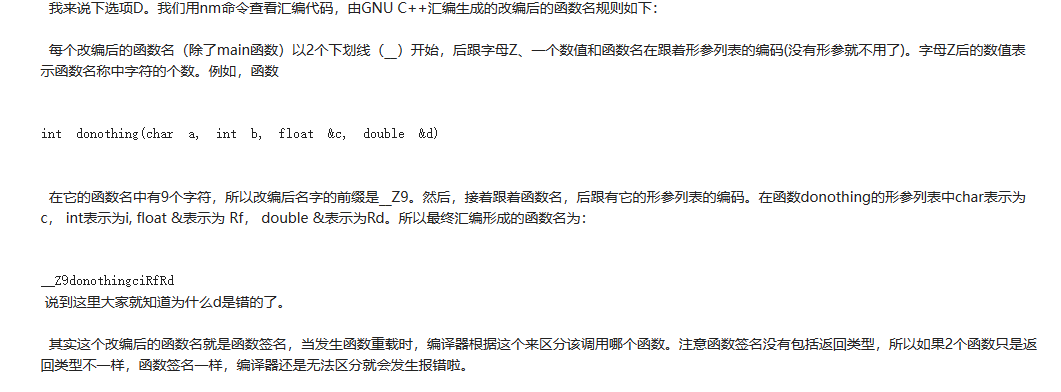 我来说下选项D。我们用nm命令查看汇编代码，由GNU C++汇编生成的改编后的函数名规则如下：
每个改编后的函数名（除了main函数）以2个下划线（__）开始，后跟字母Z、一个数值和函数名在跟着形参列表的编码(没有形参就不用了)。字母Z后的数值表
示函数名称中字符的个数。例如，函数
int donothing(char a, int b, float &c, double &d)
在它的函数名中有9个字符，所以改编后名字的前缀是__Z9。然后，接着跟着函数名，后跟有它的形参列表的编码。在函数donothing的形参列表中char表示为
c， int表示为i, float &表示为 Rf， double &表示为Rd。所以最终汇编形成的函数名为：
__Z9donothingciRfRd
说到这里大家就知道为什么d是错的了。
其实这个改编后的函数名就是函数签名，当发生函数重载时，编译器根据这个来区分该调用哪个函数。注意函数签名没有包括返回类型，所以如果2个函数只是返
回类型不一样，函数签名一样，编译器还是无法区分就会发生报错啦。